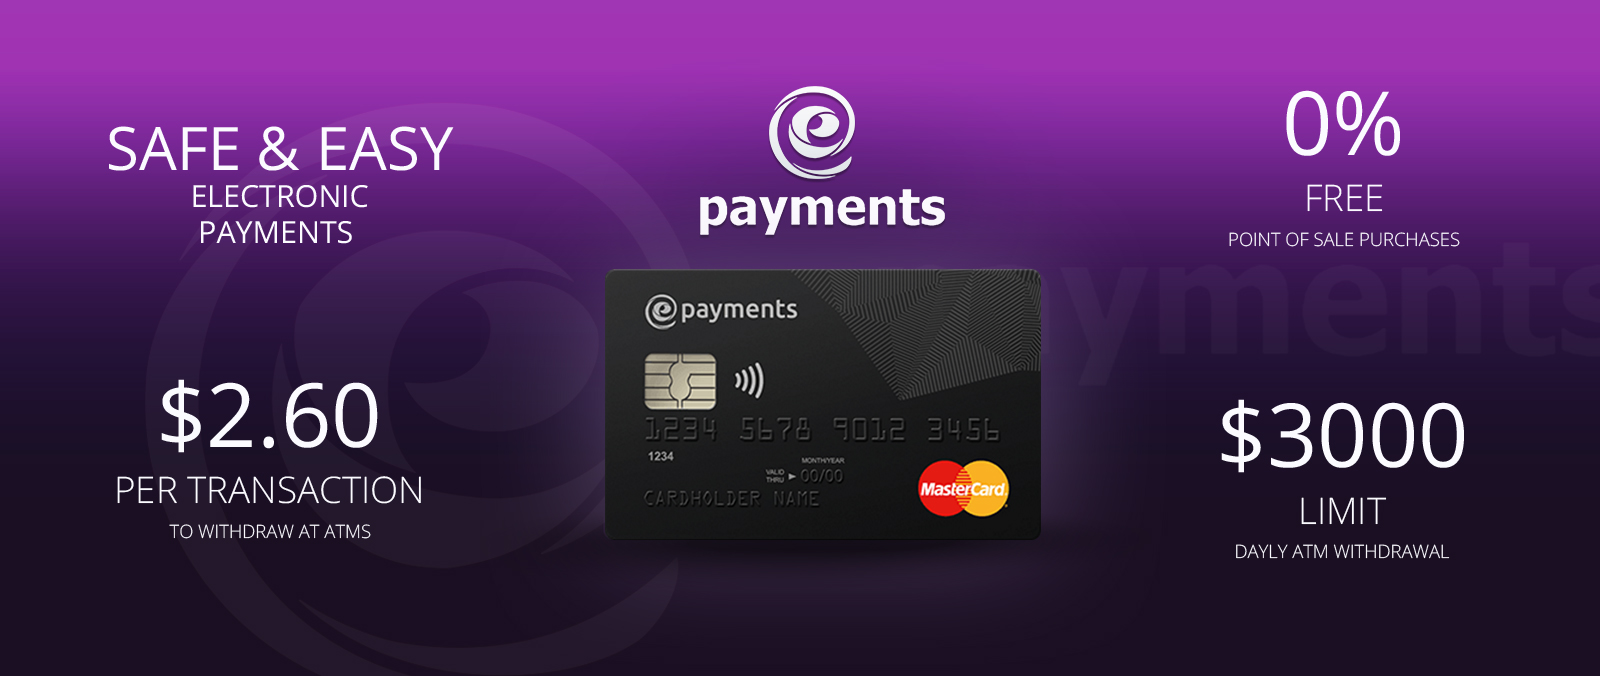 SAFE & EASY
ELECTRONIC
PAYMENTS
$2.60
PER TRANSACTION
TO WITHDRAW AT ATMS
payments
payments
1234 5678 9012 3456
1234
MONTH/YEAR
VALID
THRU
00/00
CARDHOLDER NAME
MasterCard
0%
FREE
POINT OF SALE PURCHASES
payments
$3000
LIMIT
DAYLY ATM WITHDRAWAL